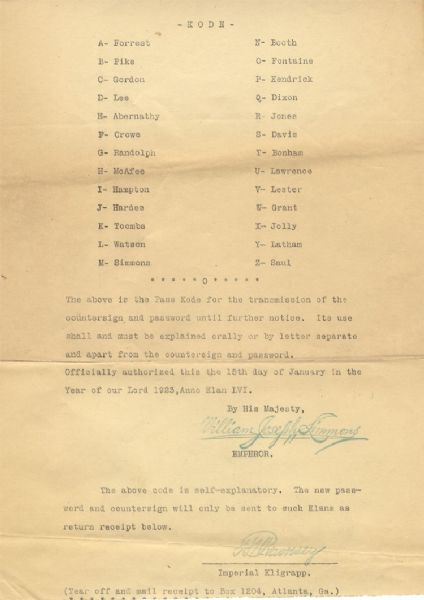 - K O D E -
A- Forrest
B- Pike
C- Gordon
D- Lee
E- Abernathy
F- Crowe
G- Randolph
H- McAfee
I- Hampton
J- Hardee
K- Toombs
L- Watson
M- Simmons
N- Booth
O- Fontaine
P- Kendrick
Q- Dixon
R- Jones
S- Davis
T- Bonham
U- Lawrence
V- Lester
W- Grant
X- Jolly
Y- Latham
Z- Saul
* * * * * O * * * * *
The above is the Pass Kode for the transmission of the
countersign and password until further notice. Its use
shall and must be explained orally or by letter separate
and apart from the countersign and password.
Officially authorized this the 15th day of January in the
Year of our Lord 1923,Anno Klan LVI.
By His Majesty,
William Joseph Simmons
EMPEROR.
The above code is self-explanatory. The new pass-
word and countersign will only be sent to such Klans as
return receipt below.
Imperial Kligrapp.
(Tear off and mail receipt to Box 1204, Atlanta, Ga.)